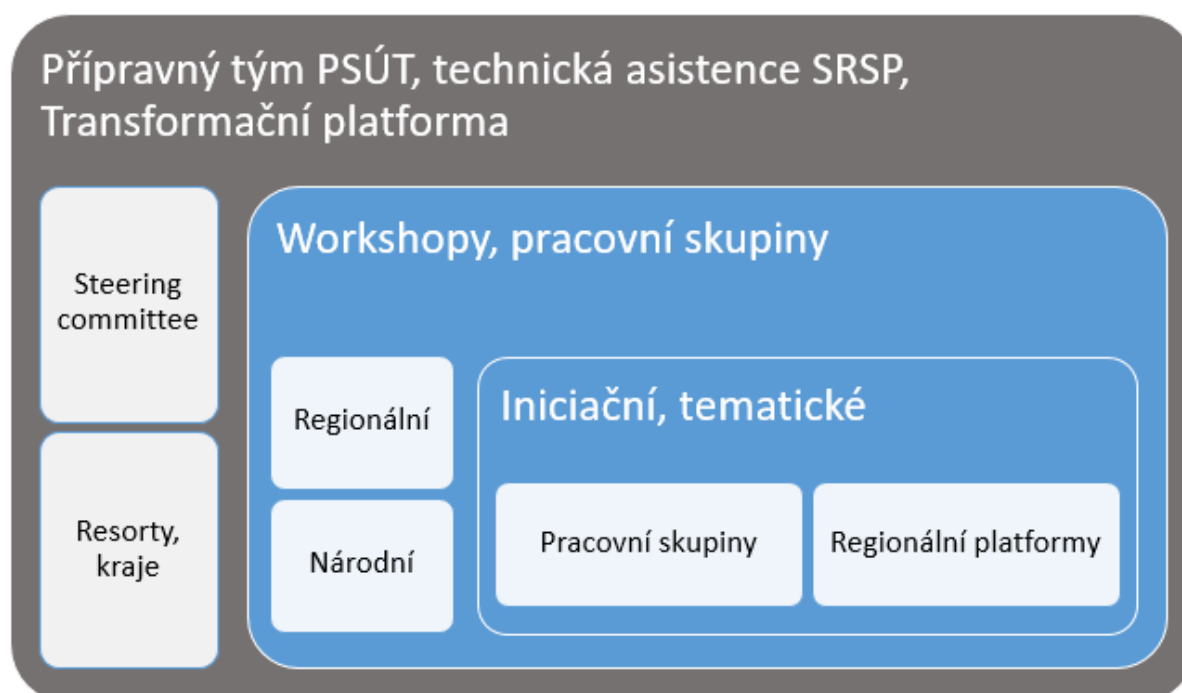 Přípravný tým PSÚT, technická asistence SRSP,
Transformační platforma
Steering
committee
Resorty,
kraje
Workshopy, pracovní skupiny
Regionální
Národní
Iniciační, tematické
Pracovní skupiny
Regionální platformy